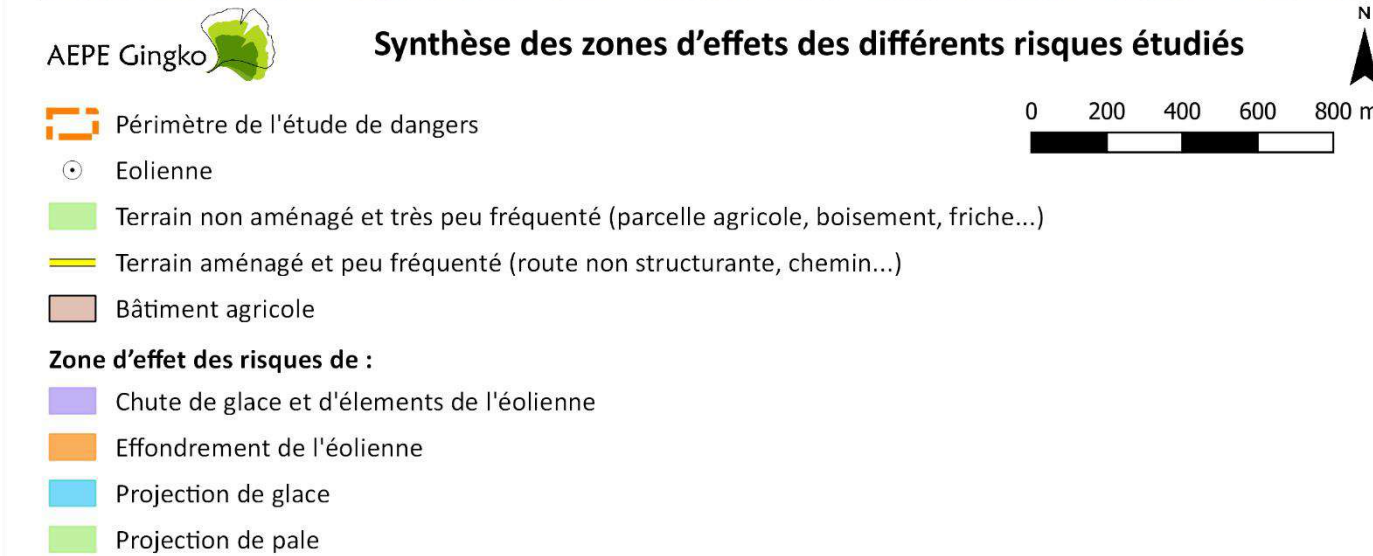 AEPE Gingko
Synthèse des zones d'effets des différents risques étudiés
N
0 200 400 600 800 m
Périmètre de l'étude de dangers
Eolienne
Terrain non aménagé et très peu fréquenté (parcelle agricole, boisement, friche...)
Terrain aménagé et peu fréquenté (route non structurante, chemin...)
Bâtiment agricole
Zone d'effet des risques de :
Chute de glace et d'élements de l'éolienne
Effondrement de l'éolienne
Projection de glace
Projection de pale